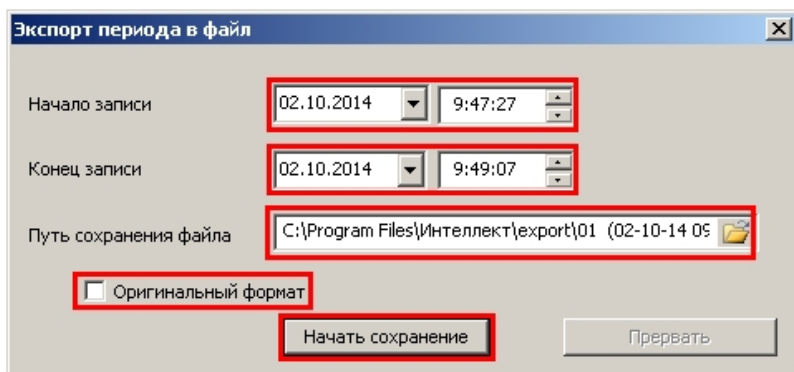 Экспорт периода в файл
Начало записи 02.10.2014 9:47:27
Конец записи 02.10.2014 9:49:07
Путь сохранения файла C:\Program Files\Интеллект\export\01 (02-10-14 09
Оригинальный формат
Начать сохранение Прервать